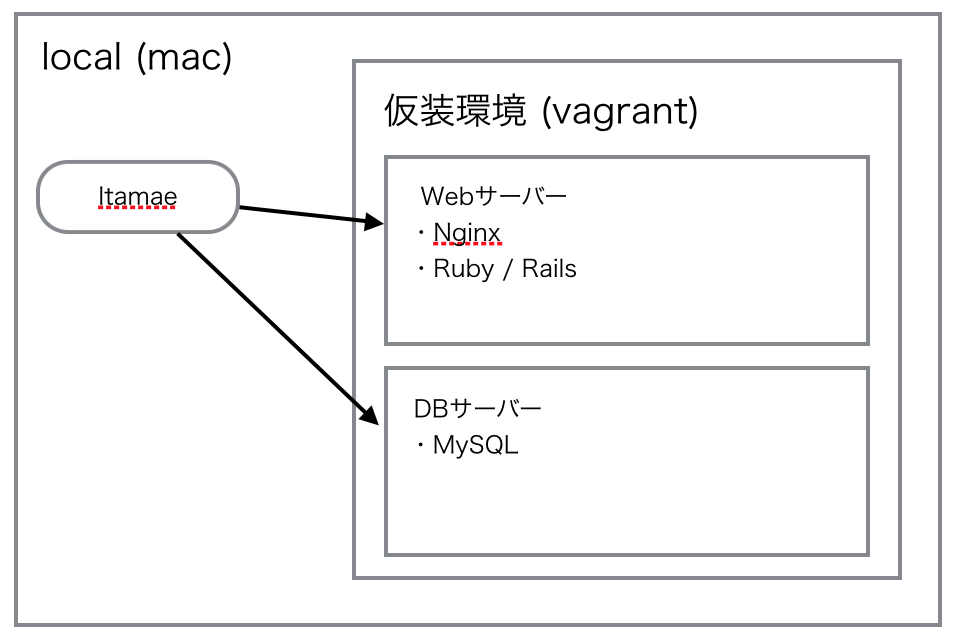 local (mac)
仮装環境 (vagrant)
Itamae
Webサーバー
・Nginx
・Ruby / Rails
DBサーバー
・MySQL